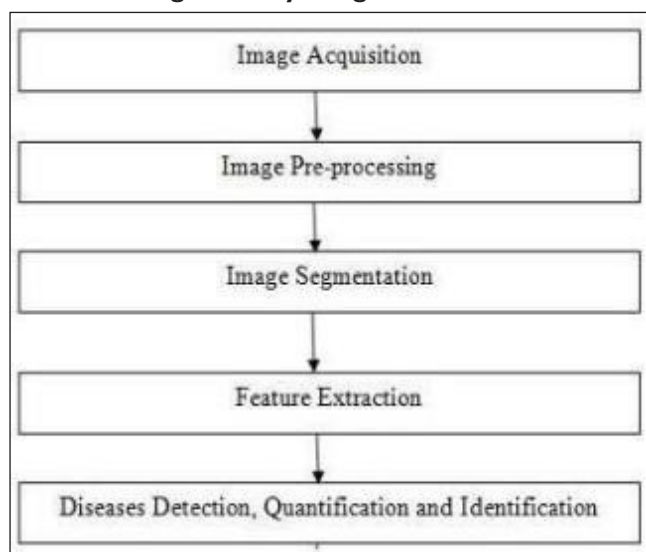 Image Acquisition
Image Pre-processing
Image Segmentation
Feature Extraction
Diseases Detection, Quantification and Identification